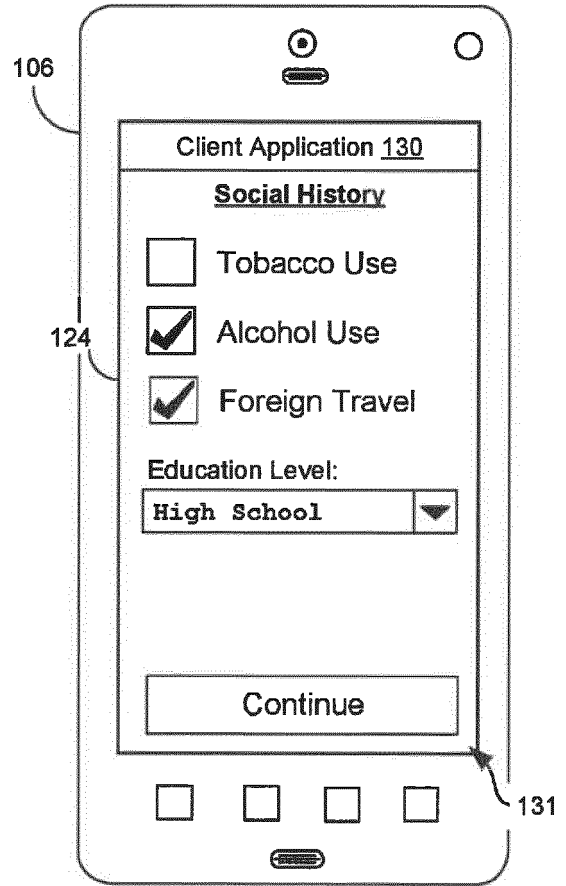 106
Client Application 130
Social History
Tobacco Use
Alcohol Use
124
Foreign Travel
Education Level:
High School
Continue
131